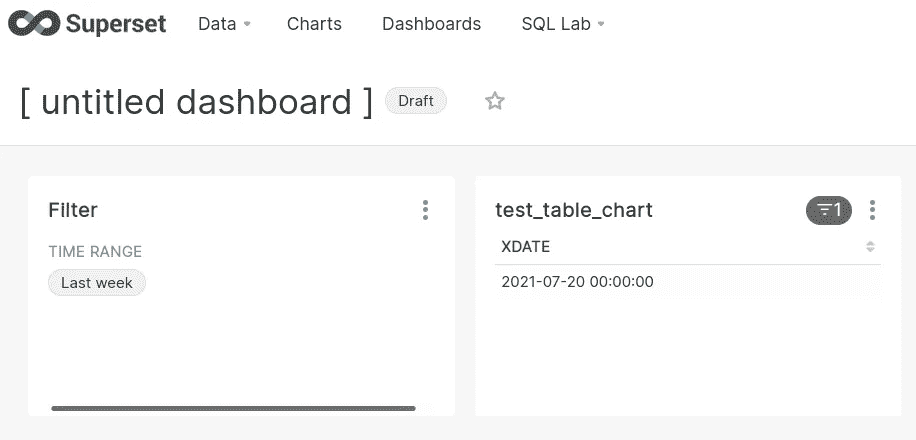 Superset Data Charts Dashboards SQL Lab
[ untitled dashboard ] Draft
Filter
TIME RANGE
Last week
test_table_chart 1
XDATE
2021-07-20 00:00:00